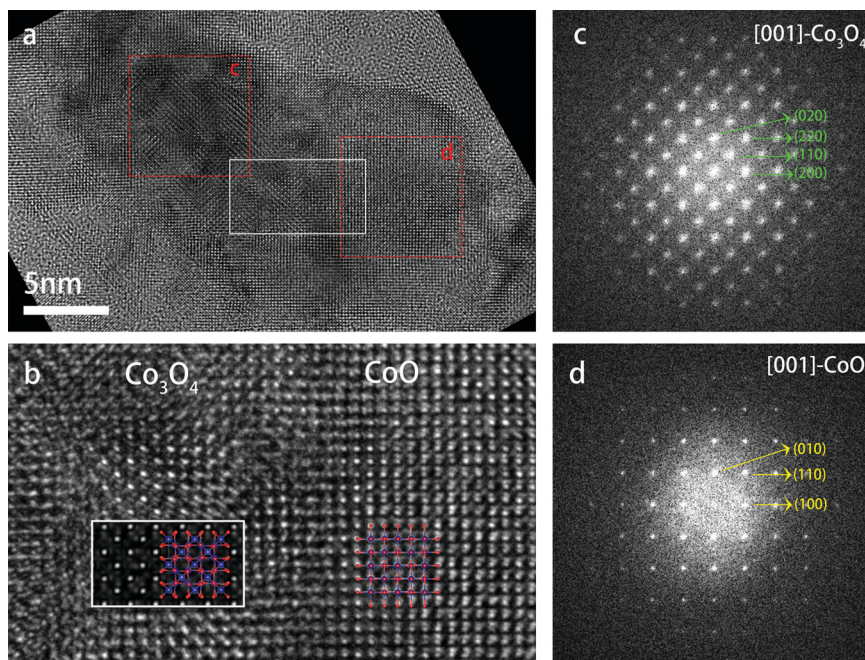 a
c
d
5nm
b
Co₃O₄
CoO
c
[001]-Co₃O₄
(020)
(220)
(110)
(200)
d
[001]-CoO
(010)
(110)
(100)